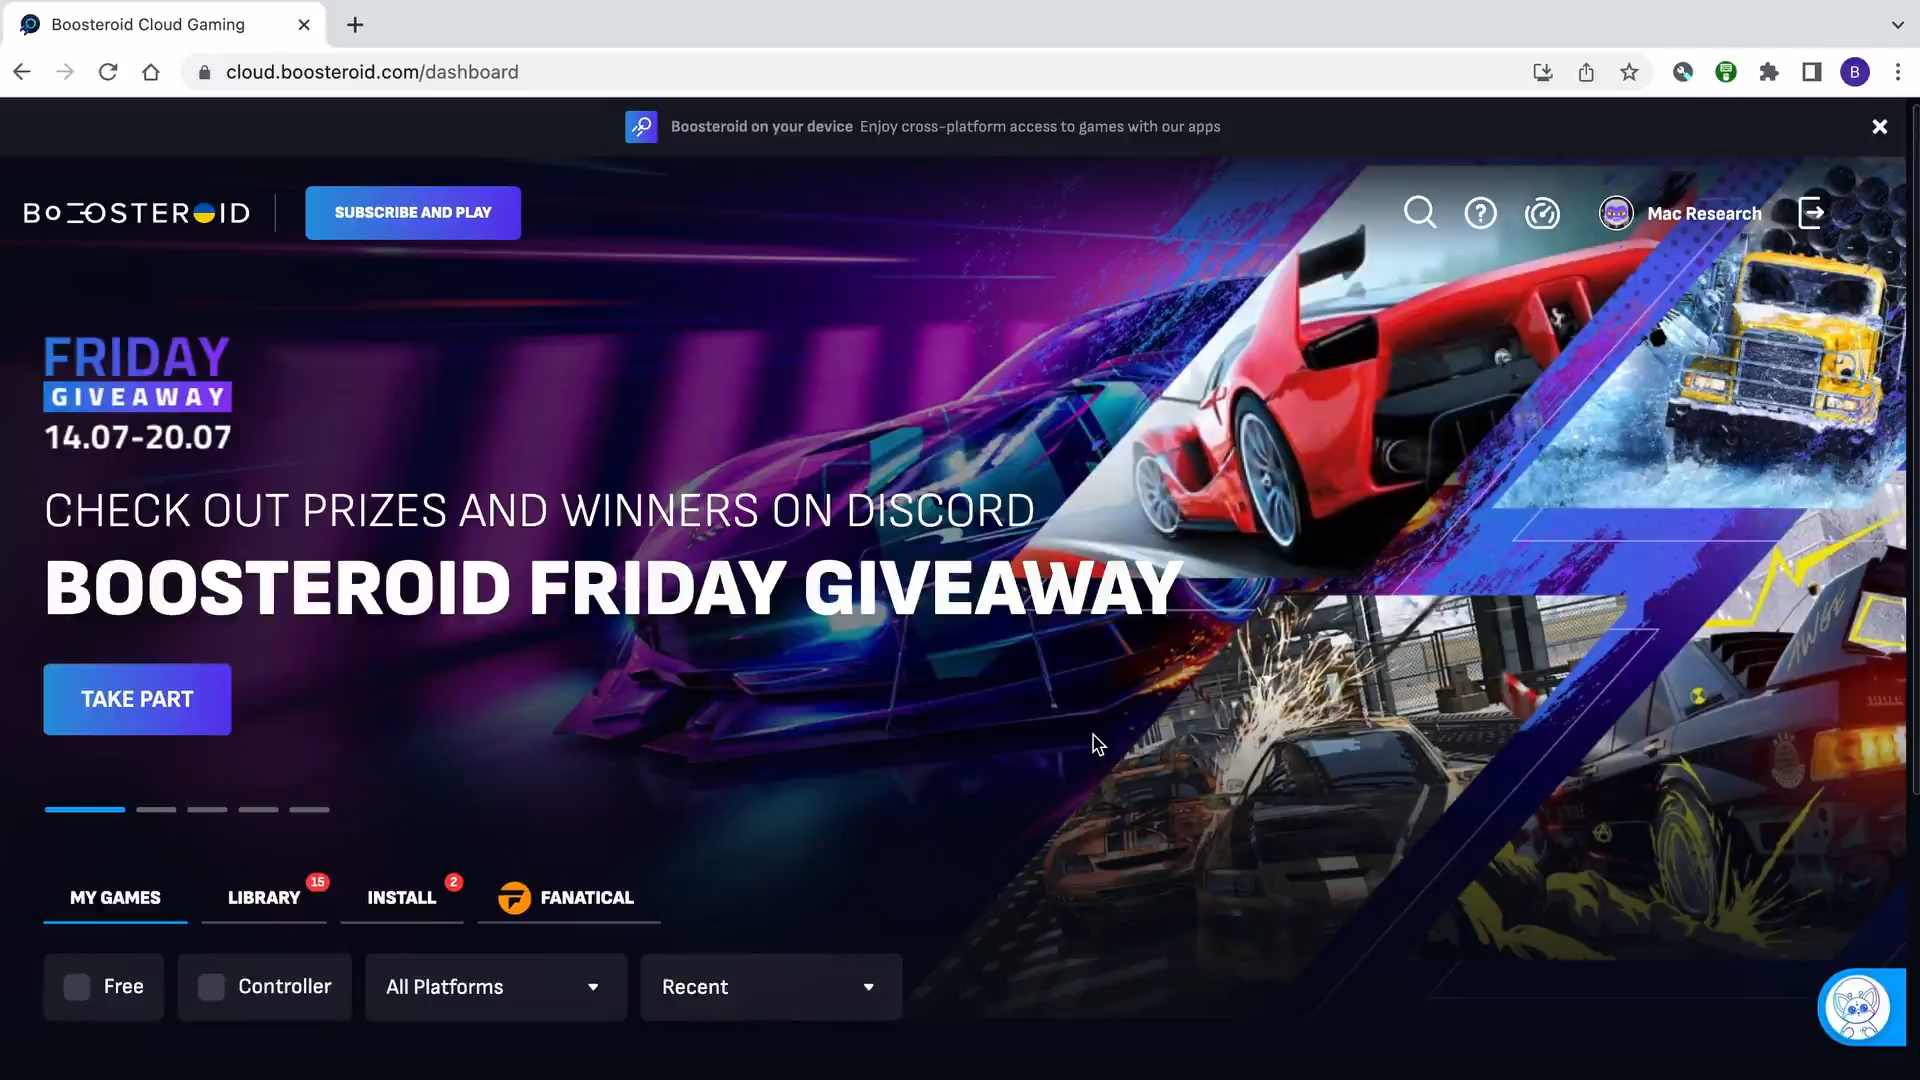 Boosteroid Cloud Gaming
cloud.boosteroid.com/dashboard
B
Boosteroid on your device Enjoy cross-platform access to games with our apps
BOOSTEROID
SUBSCRIBE AND PLAY
Mac Research
FRIDAY
GIVEAWAY
14.07-20.07
CHECK OUT PRIZES AND WINNERS ON DISCORD
BOOSTEROID FRIDAY GIVEAWAY
TAKE PART
AWGE
MY GAMES
LIBRARY 15
INSTALL 2
FANATICAL
Free
Controller
All Platforms
Recent